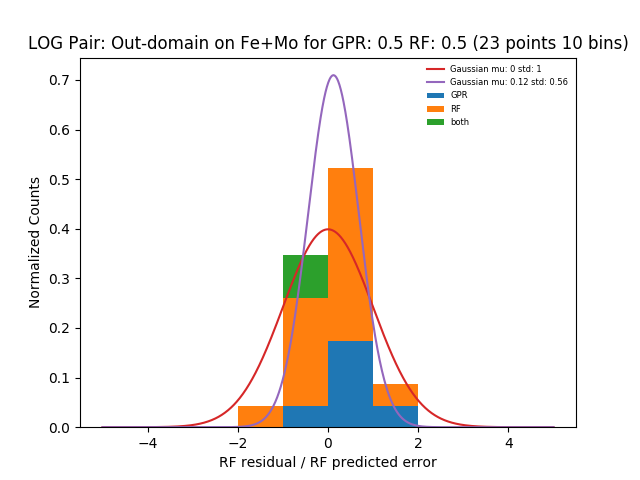 LOG Pair: Out-domain on Fe+Mo for GPR: 0.5 RF: 0.5 (23 points 10 bins)
Gaussian mu: 0 std: 1
Gaussian mu: 0.12 std: 0.56
GPR
RF
both
Normalized Counts
0.7
0.6
0.5
0.4
0.3
0.2
0.1
0.0
−4 −2 0 2 4
RF residual / RF predicted error